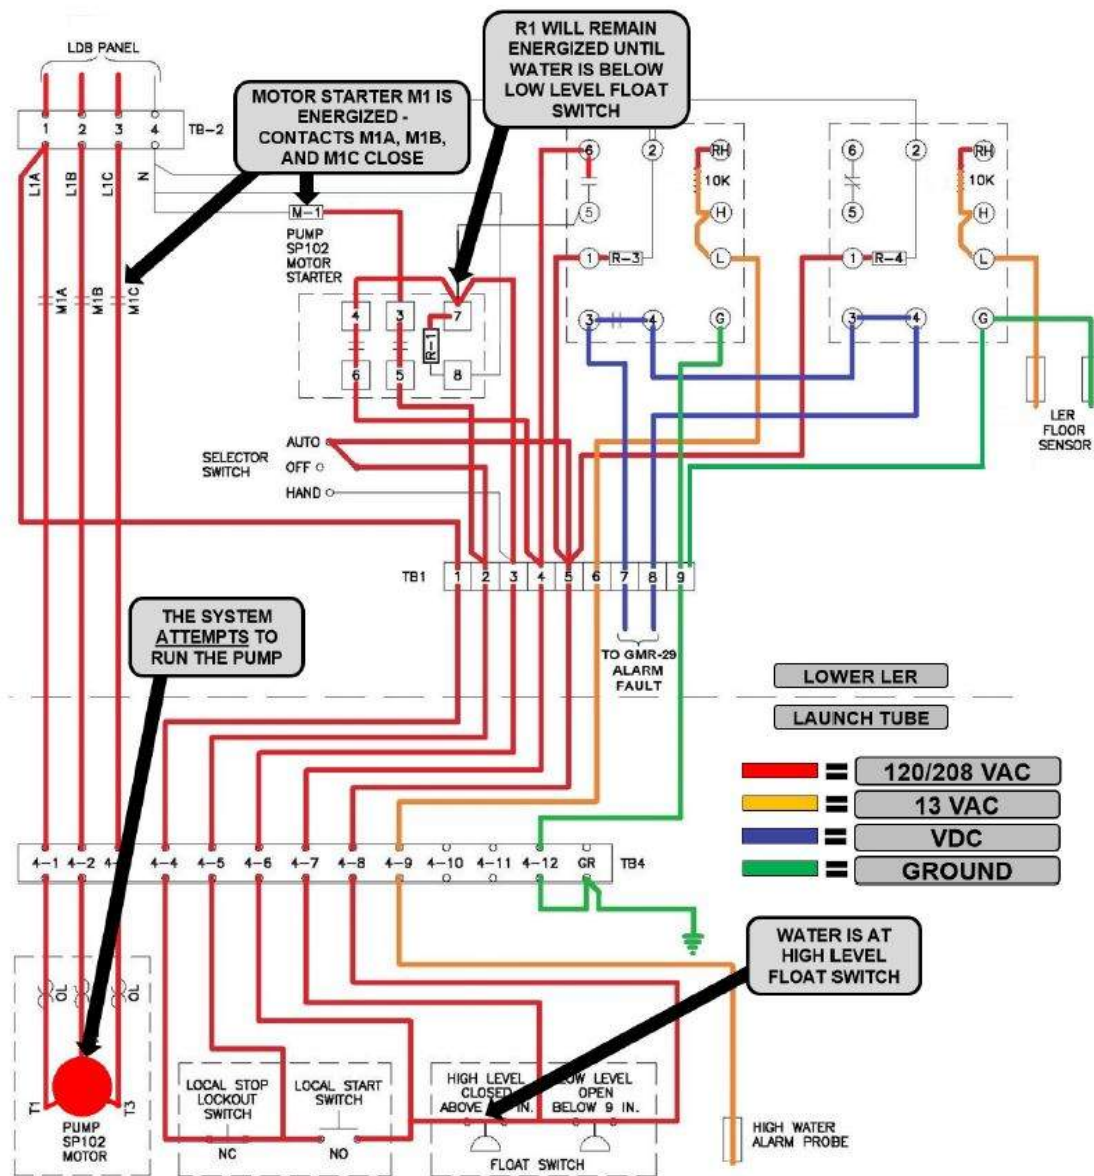 LDB PANEL
1 2 3 4
TB-2
L1A
L1B
L1C
N
MOTOR STARTER M1 IS
ENERGIZED -
CONTACTS M1A, M1B,
AND M1C CLOSE
R1 WILL REMAIN
ENERGIZED UNTIL
WATER IS BELOW
LOW LEVEL FLOAT
SWITCH
M-1
PUMP
SP102
MOTOR
STARTER
M1A
M1B
M1C
4 3 7
R-1
6 5 8
6 2 RH
10K
5 H
1 R-3 L
3 4 G
6 2 RH
10K
5 H
1 R-4 L
3 4 G
LER
FLOOR
SENSOR
SELECTOR
SWITCH
AUTO
OFF
HAND
TB1
1 2 3 4 5 6 7 8 9
TO GMR-29
ALARM
FAULT
THE SYSTEM
ATTEMPTS TO
RUN THE PUMP
LOWER LER
LAUNCH TUBE
= 120/208 VAC
= 13 VAC
= VDC
= GROUND
4-1 4-2 4-4 4-5 4-6 4-7 4-8 4-9 4-10 4-11 4-12 GR
TB4
WATER IS AT
HIGH LEVEL
FLOAT SWITCH
OL
OL
T1
T3
PUMP
SP102
MOTOR
LOCAL STOP
LOCKOUT
SWITCH
NC
LOCAL START
SWITCH
NO
HIGH LEVEL
CLOSED
ABOVE IN.
LOW LEVEL
OPEN
BELOW 9 IN.
FLOAT SWITCH
HIGH WATER
ALARM PROBE